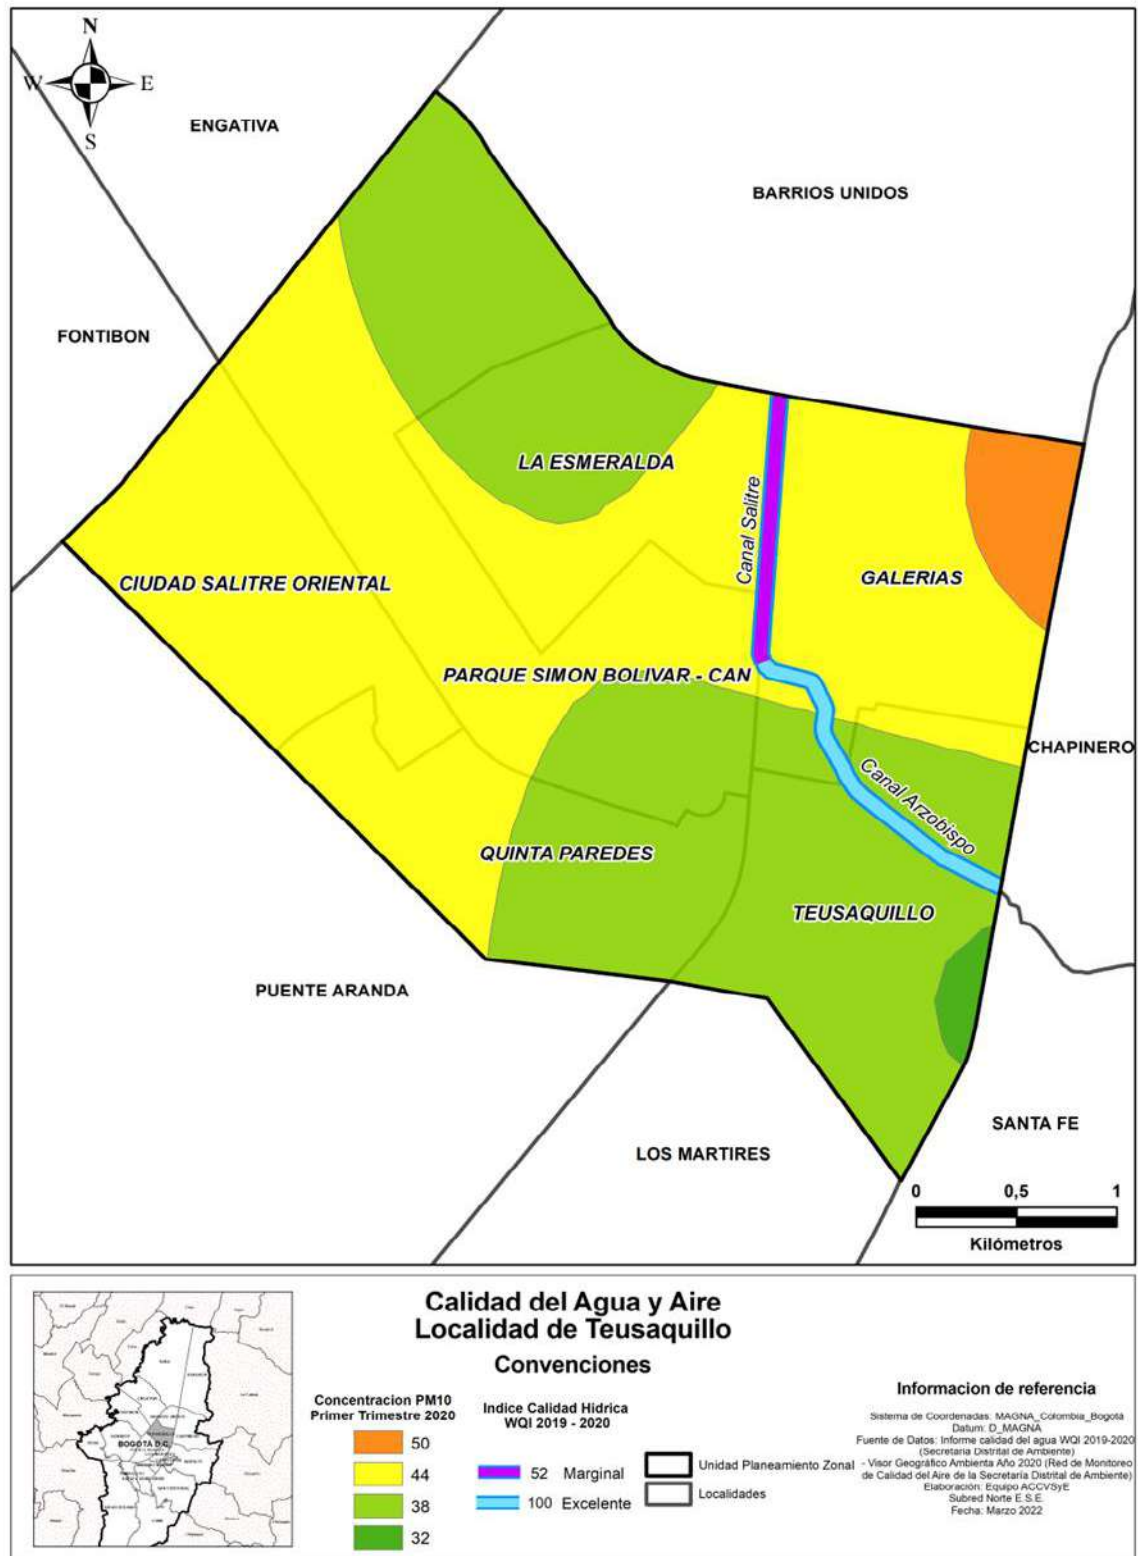 N
W
E
S
ENGATIVA
BARRIOS UNIDOS
FONTIBON
LA ESMERALDA
Canal Salitre
CIUDAD SALITRE ORIENTAL
GALERIAS
PARQUE SIMON BOLIVAR - CAN
CHAPINERO
Canal Arzobispo
QUINTA PAREDES
TEUSAQUILLO
PUENTE ARANDA
SANTA FE
LOS MARTIRES
0 0,5 1
Kilómetros
Calidad del Agua y Aire
Localidad de Teusaquillo
Convenciones
Concentracion PM10
Primer Trimestre 2020
50
44
38
32
Indice Calidad Hidrica
WQI 2019 - 2020
52 Marginal
100 Excelente
Unidad Planeamiento Zonal
Localidades
Informacion de referencia
Sistema de Coordenadas: MAGNA_Colombia_Bogotá
Datum: D_MAGNA
Fuente de Datos: Informe calidad del agua WQI 2019-2020
(Secretaria Distrital de Ambiente)
- Visor Geográfico Ambienta Año 2020 (Red de Monitoreo
de Calidad del Aire de la Secretaría Distrital de Ambiente)
Elaboración: Equipo ACCVSyE
Subred Norte E.S.E.
Fecha: Marzo 2022
BOGOTA D.C.